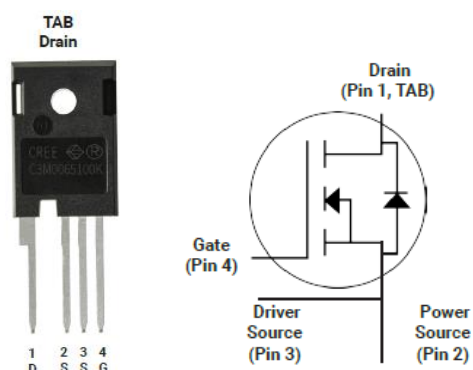 TAB
Drain
CREE
C3M0065100K
1 2 3 4
D S S G
Drain
(Pin 1, TAB)
Gate
(Pin 4)
Driver
Source
(Pin 3)
Power
Source
(Pin 2)